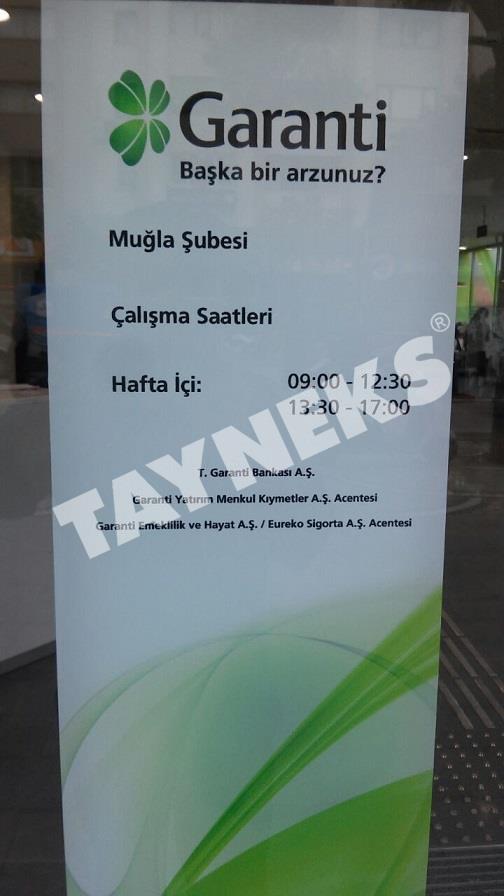 Garanti
Başka bir arzunuz?
Muğla Şubesi
Çalışma Saatleri
Hafta İçi: 09:00 - 12:30
13:30 - 17:00
TAYNEKS®
T. Garanti Bankası A.Ş.
Garanti Yatırım Menkul Kıymetler A.Ş. Acentesi
Garanti Emeklilik ve Hayat A.Ş. / Eureko Sigorta A.Ş. Acentesi